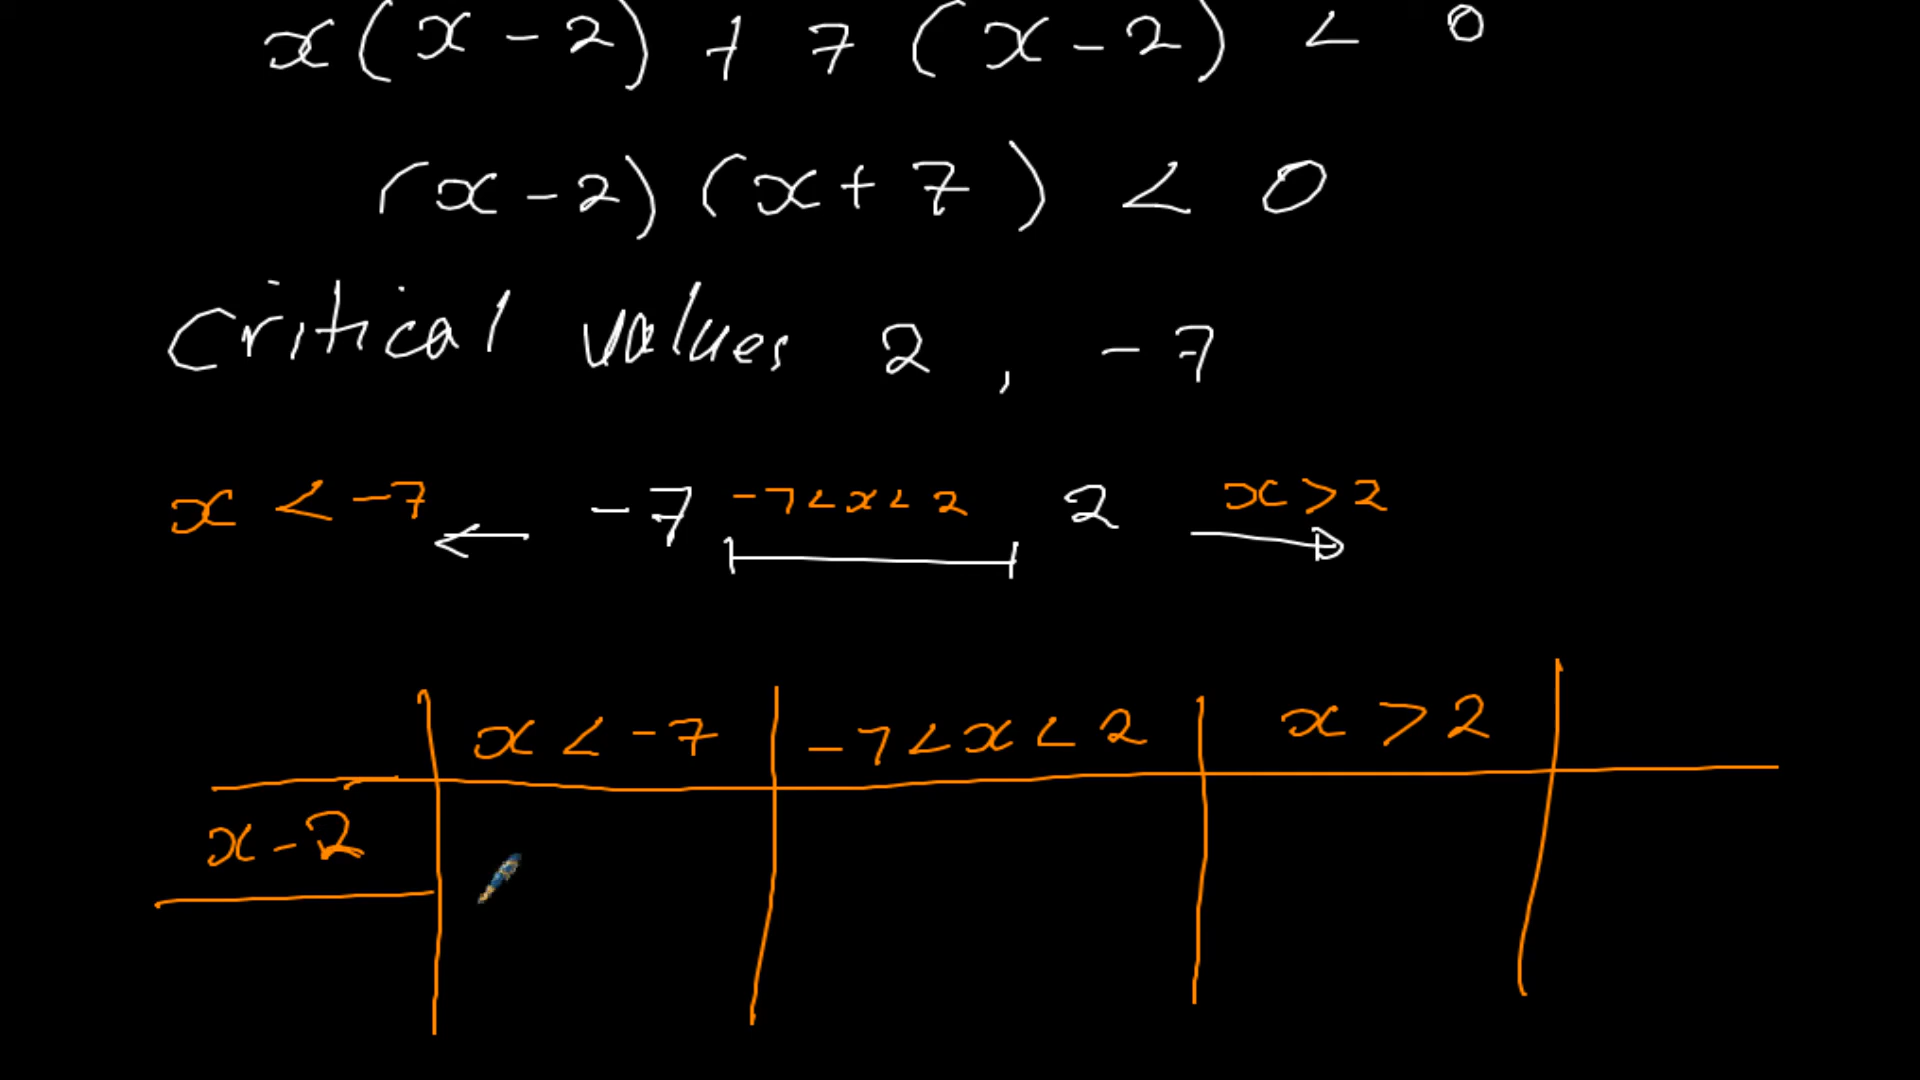 x(x-2) + 7(x-2) < 0
(x-2)(x+7) < 0
Critical values 2, -7
x < -7 -7 -7<x<2 2 x>2
x < -7 -7<x<2 x > 2
x-2